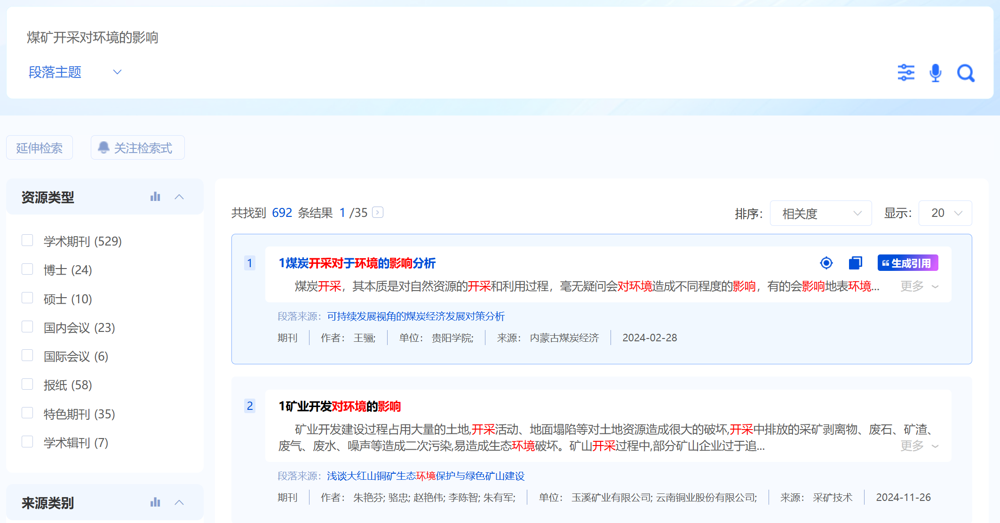 煤矿开采对环境的影响
段落主题
延伸检索
关注检索式
资源类型
学术期刊 (529)
博士 (24)
硕士 (10)
国内会议 (23)
国际会议 (6)
报纸 (58)
特色期刊 (35)
学术辑刊 (7)
来源类别
共找到 692 条结果 1 /35
排序： 相关度 显示： 20
1
1煤炭开采对于环境的影响分析
生成引用
煤炭开采，其本质是对自然资源的开采和利用过程，毫无疑问会对环境造成不同程度的影响，有的会影响地表环境... 更多
段落来源：可持续发展视角的煤炭经济发展对策分析
期刊 作者： 王骊; 单位： 贵阳学院; 来源： 内蒙古煤炭经济 2024-02-28
2
1矿业开发对环境的影响
矿业开发建设过程占用大量的土地,开采活动、地面塌陷等对土地资源造成很大的破坏,开采中排放的采矿剥离物、废石、矿渣、
废气、废水、噪声等造成二次污染,易造成生态环境破坏。矿山开采过程中,部分矿山企业过于追... 更多
段落来源：浅谈大红山铜矿生态环境保护与绿色矿山建设
期刊 作者： 朱艳芬; 骆忠; 赵艳伟; 李陈智; 朱有军; 单位： 玉溪矿业有限公司; 云南铜业股份有限公司; 来源： 采矿技术 2024-11-26